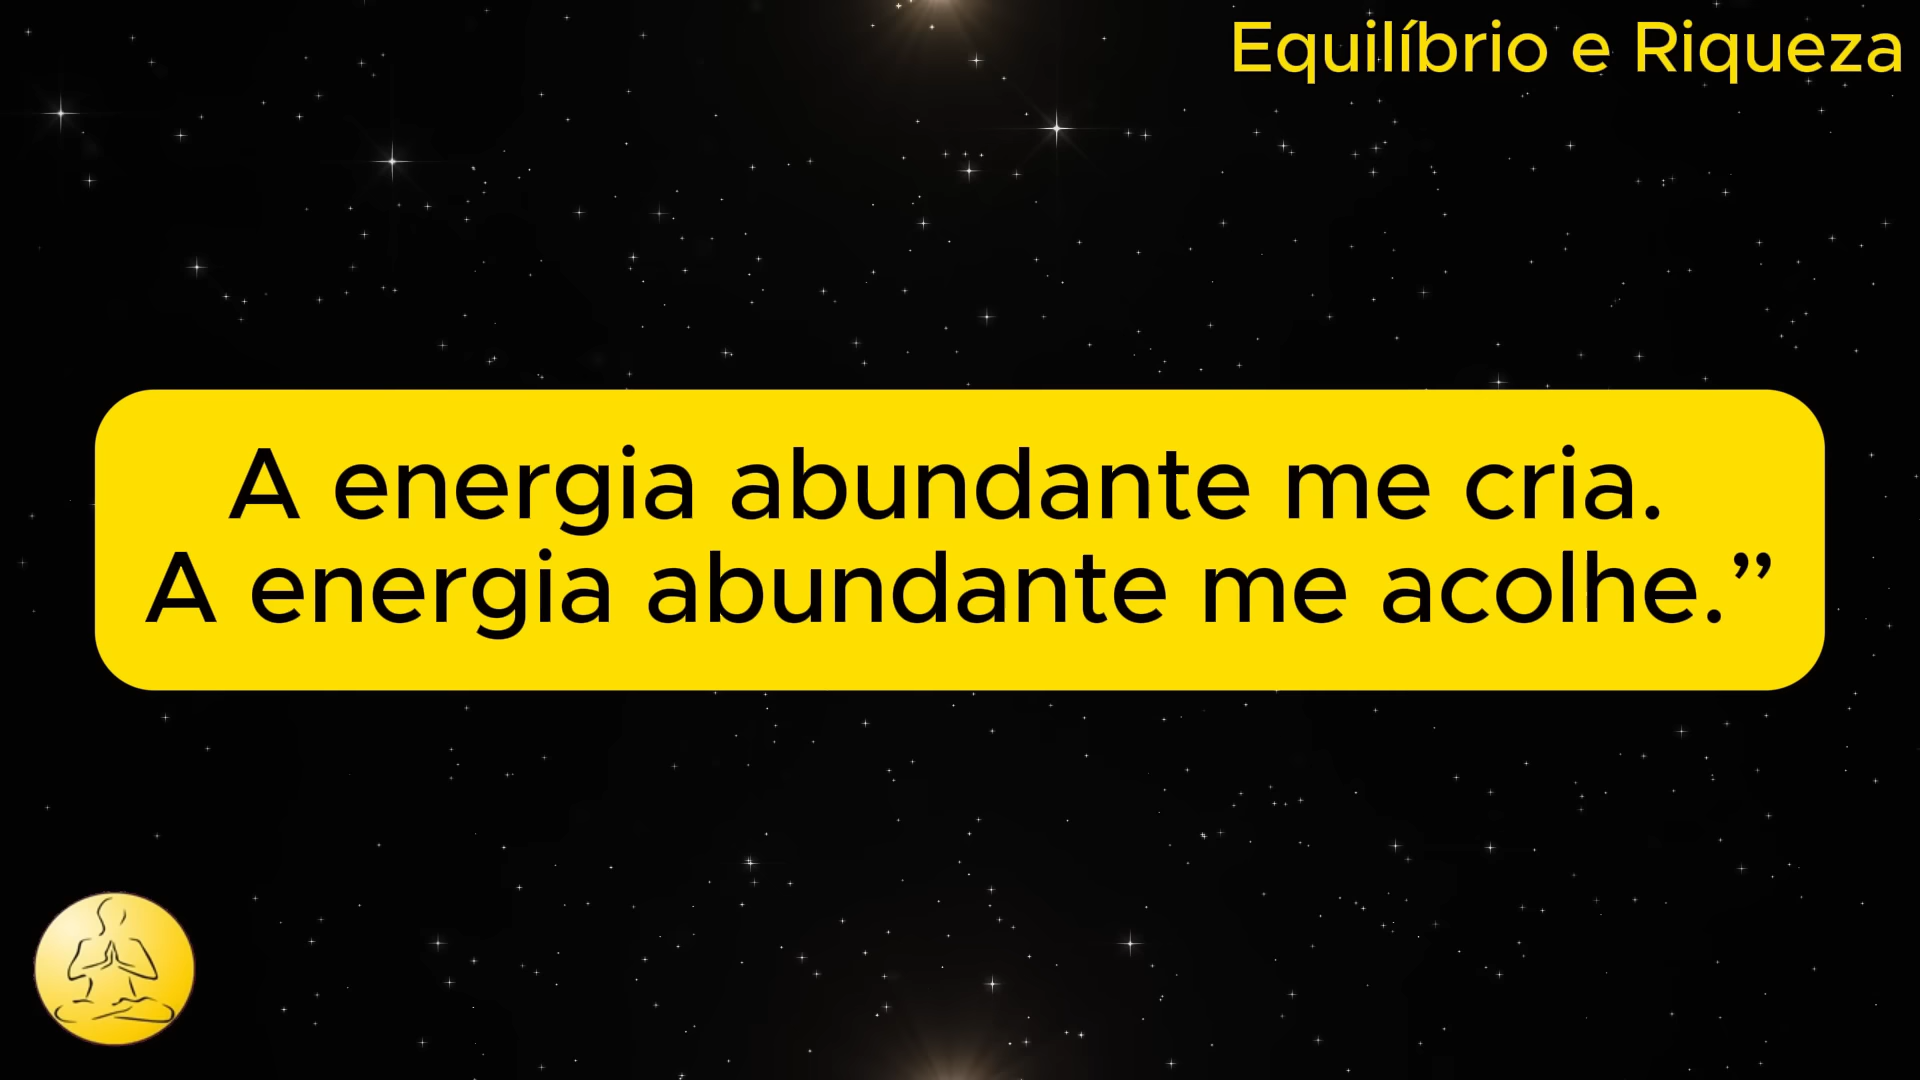 Equilíbrio e Riqueza
A energia abundante me cria.
A energia abundante me acolhe.”